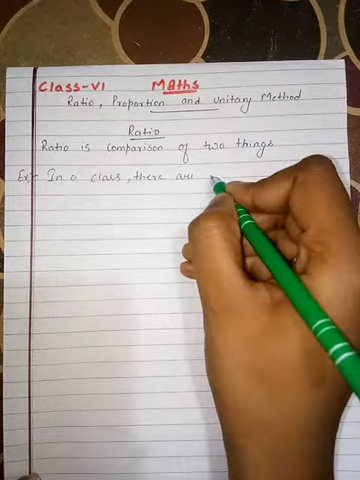 Class-VI Maths
Ratio, Proportion and Unitary Method
Ratio
Ratio is comparison of two things
Ex:- In a class, there are